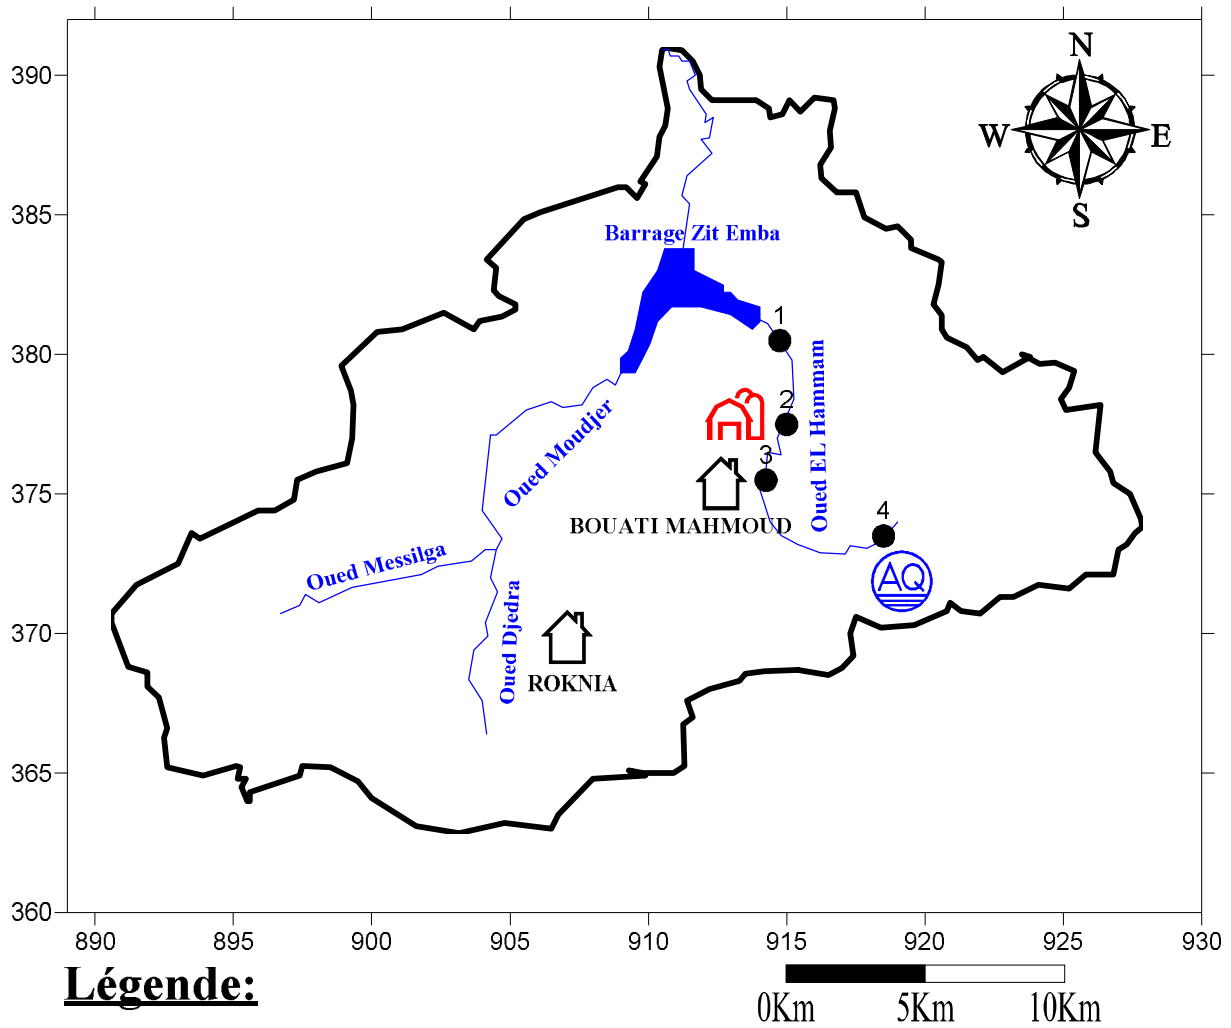 N
W
E
S
390
385
380
375
370
365
360
Barrage Zit Emba
1
2
3
4
Oued EL Hammam
Oued Moudjer
BOUATI MAHMOUD
Oued Messilga
AQ
Oued Djedra
ROKNIA
890 895 900 905 910 915 920 925 930
Légende:
0Km 5Km 10Km